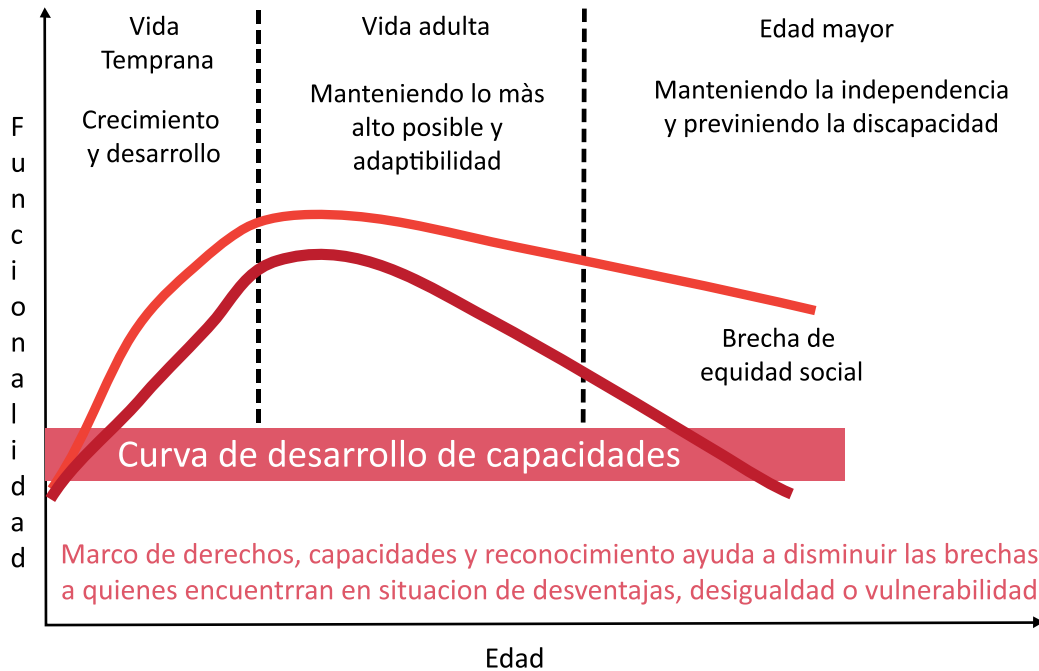 Vida
Temprana
Crecimiento
y desarrollo
Vida adulta
Manteniendo lo màs
alto posible y
adaptibilidad
Edad mayor
Manteniendo la independencia
y previniendo la discapacidad
Funcionalidad
Brecha de
equidad social
Curva de desarrollo de capacidades
Marco de derechos, capacidades y reconocimiento ayuda a disminuir las brechas
a quienes encuentrran en situacion de desventajas, desigualdad o vulnerabilidad
Edad